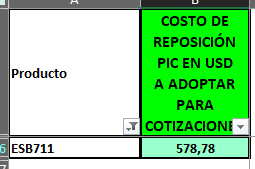 A B
COSTO DE
REPOSICIÓN
PIC EN USD
Producto A ADOPTAR
PARA
COTIZACIONE
6 ESB711 578,78